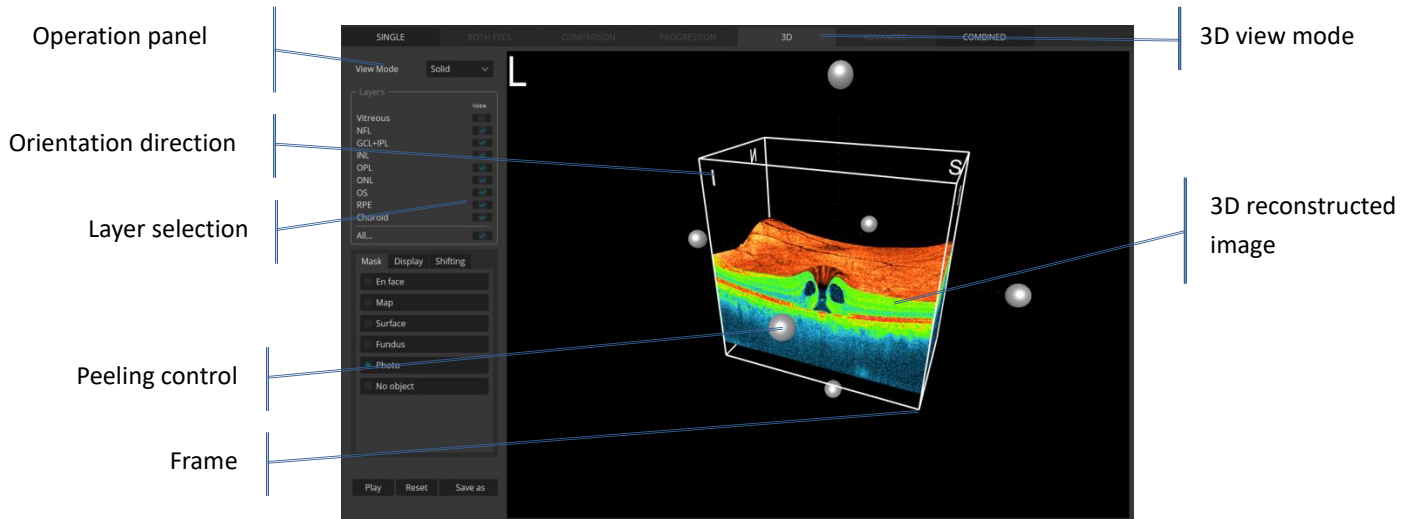 Operation panel
Orientation direction
Layer selection
Peeling control
Frame
SINGLE BOTH EYES COMPARISON PROGRESSION 3D ADVANCED COMBINED
View Mode Solid
Layers
Visible
Vitreous
NFL
GCL+IPL
INL
OPL
ONL
OS
RPE
Choroid
All...
Mask Display Shifting
En face
Map
Surface
Fundus
Photo
No object
Play Reset Save as
L
N
S
I
3D view mode
3D reconstructed
image